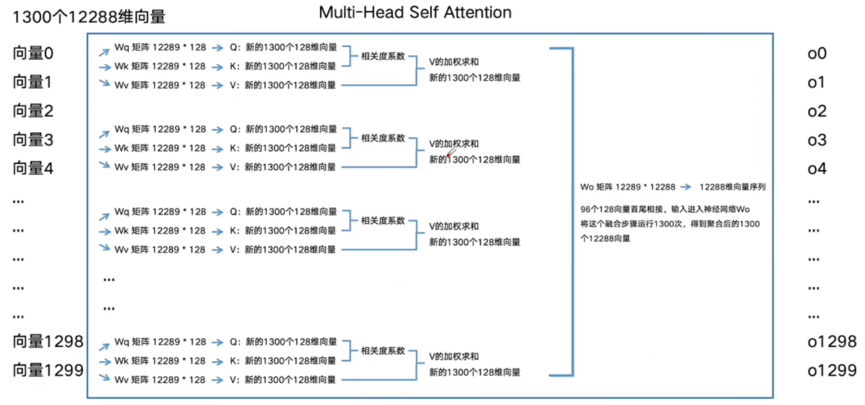 Multi-Head Self Attention
1300个12288维向量
向量0
向量1
向量2
向量3
向量4
...
...
...
...
...
向量1298
向量1299
Wq 矩阵 12289 * 128 → Q：新的1300个128维向量
Wk 矩阵 12289 * 128 → K：新的1300个128维向量
Wv 矩阵 12289 * 128 → V：新的1300个128维向量
相关度系数
V的加权求和
新的1300个128维向量
Wq 矩阵 12289 * 128 → Q：新的1300个128维向量
Wk 矩阵 12289 * 128 → K：新的1300个128维向量
Wv 矩阵 12289 * 128 → V：新的1300个128维向量
相关度系数
V的加权求和
新的1300个128维向量
Wq 矩阵 12289 * 128 → Q：新的1300个128维向量
Wk 矩阵 12289 * 128 → K：新的1300个128维向量
Wv 矩阵 12289 * 128 → V：新的1300个128维向量
相关度系数
V的加权求和
新的1300个128维向量
...
...
Wq 矩阵 12289 * 128 → Q：新的1300个128维向量
Wk 矩阵 12289 * 128 → K：新的1300个128维向量
Wv 矩阵 12289 * 128 → V：新的1300个128维向量
相关度系数
V的加权求和
新的1300个128维向量
Wo 矩阵 12289 * 12288 → 12288维向量序列
96个128向量首尾相接，输入进入神经网络Wo
将这个融合步骤运行1300次，得到聚合后的1300
个12288向量
o0
o1
o2
o3
o4
...
...
...
...
...
o1298
o1299